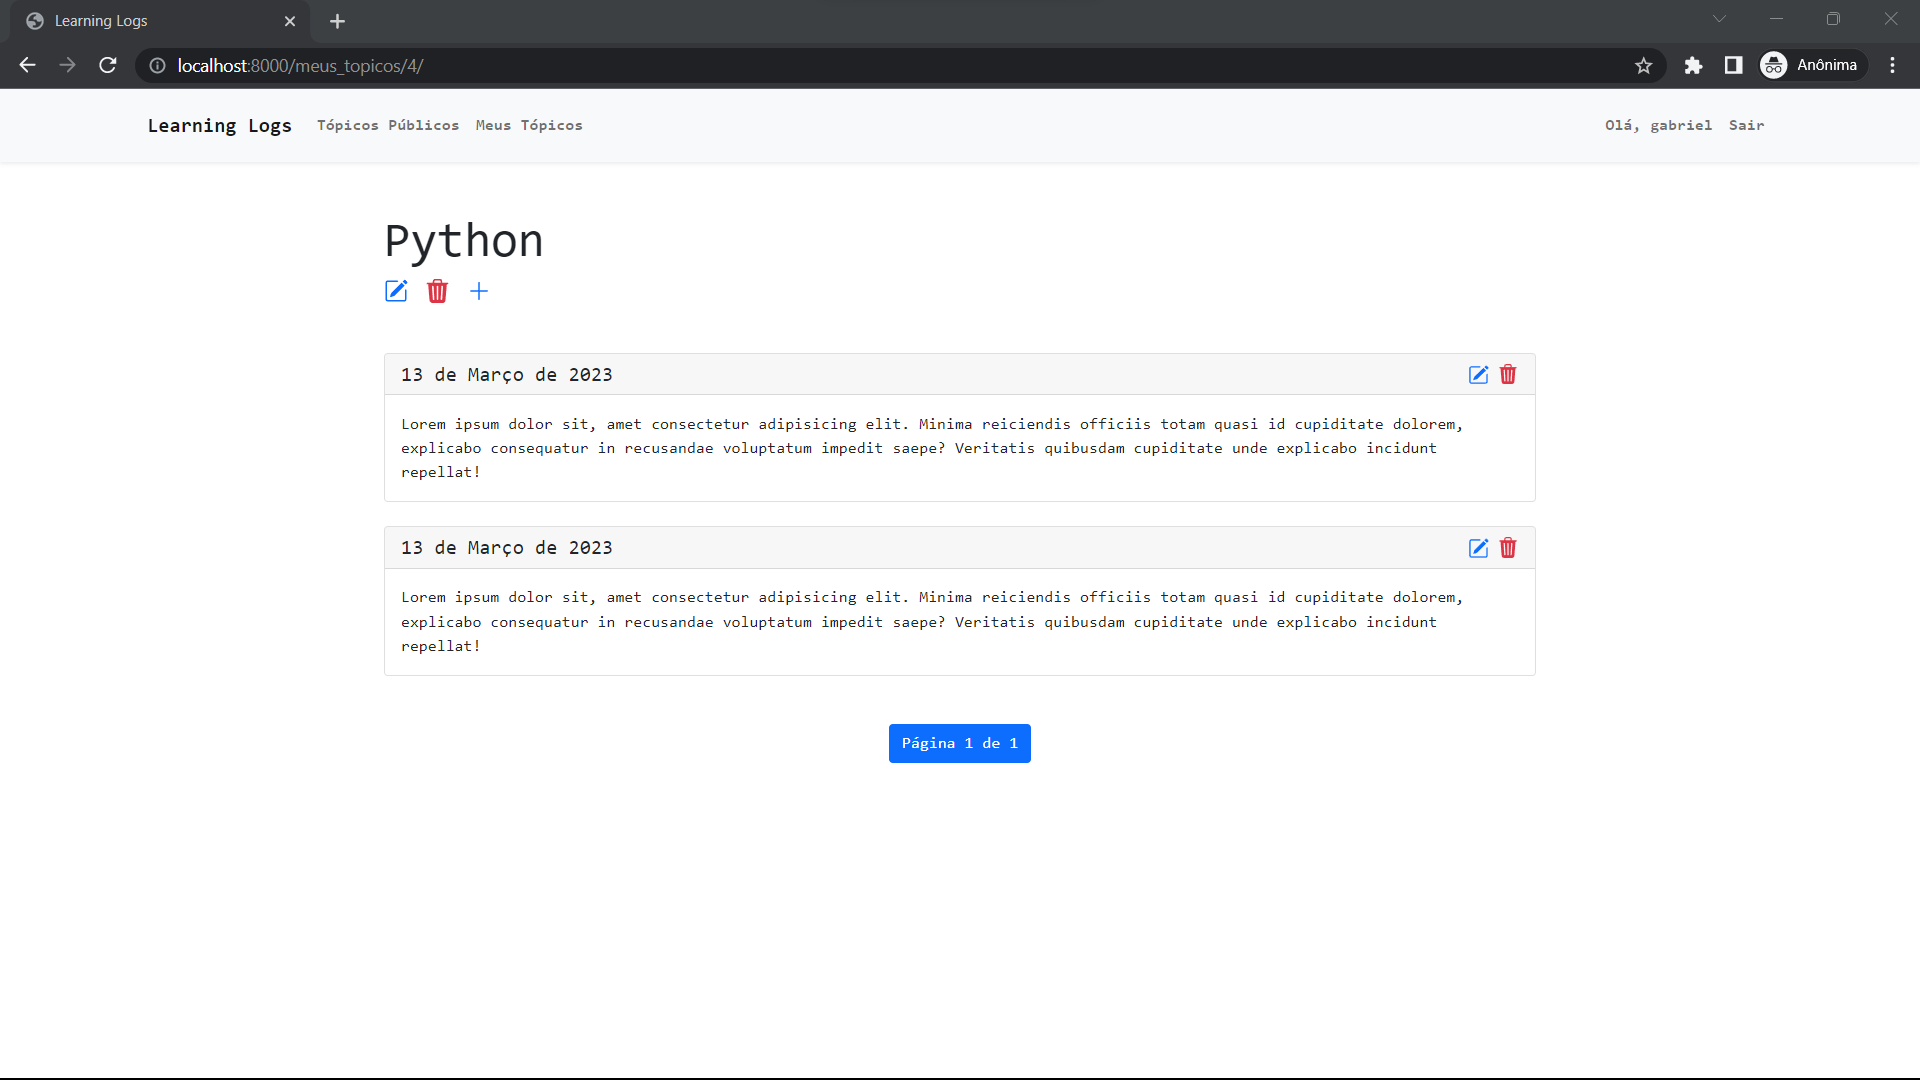 Learning Logs
localhost:8000/meus_topicos/4/
Anônima
Learning Logs Tópicos Públicos Meus Tópicos Olá, gabriel Sair
Python
13 de Março de 2023
Lorem ipsum dolor sit, amet consectetur adipisicing elit. Minima reiciendis officiis totam quasi id cupiditate dolorem,
explicabo consequatur in recusandae voluptatum impedit saepe? Veritatis quibusdam cupiditate unde explicabo incidunt
repellat!
13 de Março de 2023
Lorem ipsum dolor sit, amet consectetur adipisicing elit. Minima reiciendis officiis totam quasi id cupiditate dolorem,
explicabo consequatur in recusandae voluptatum impedit saepe? Veritatis quibusdam cupiditate unde explicabo incidunt
repellat!
Página 1 de 1